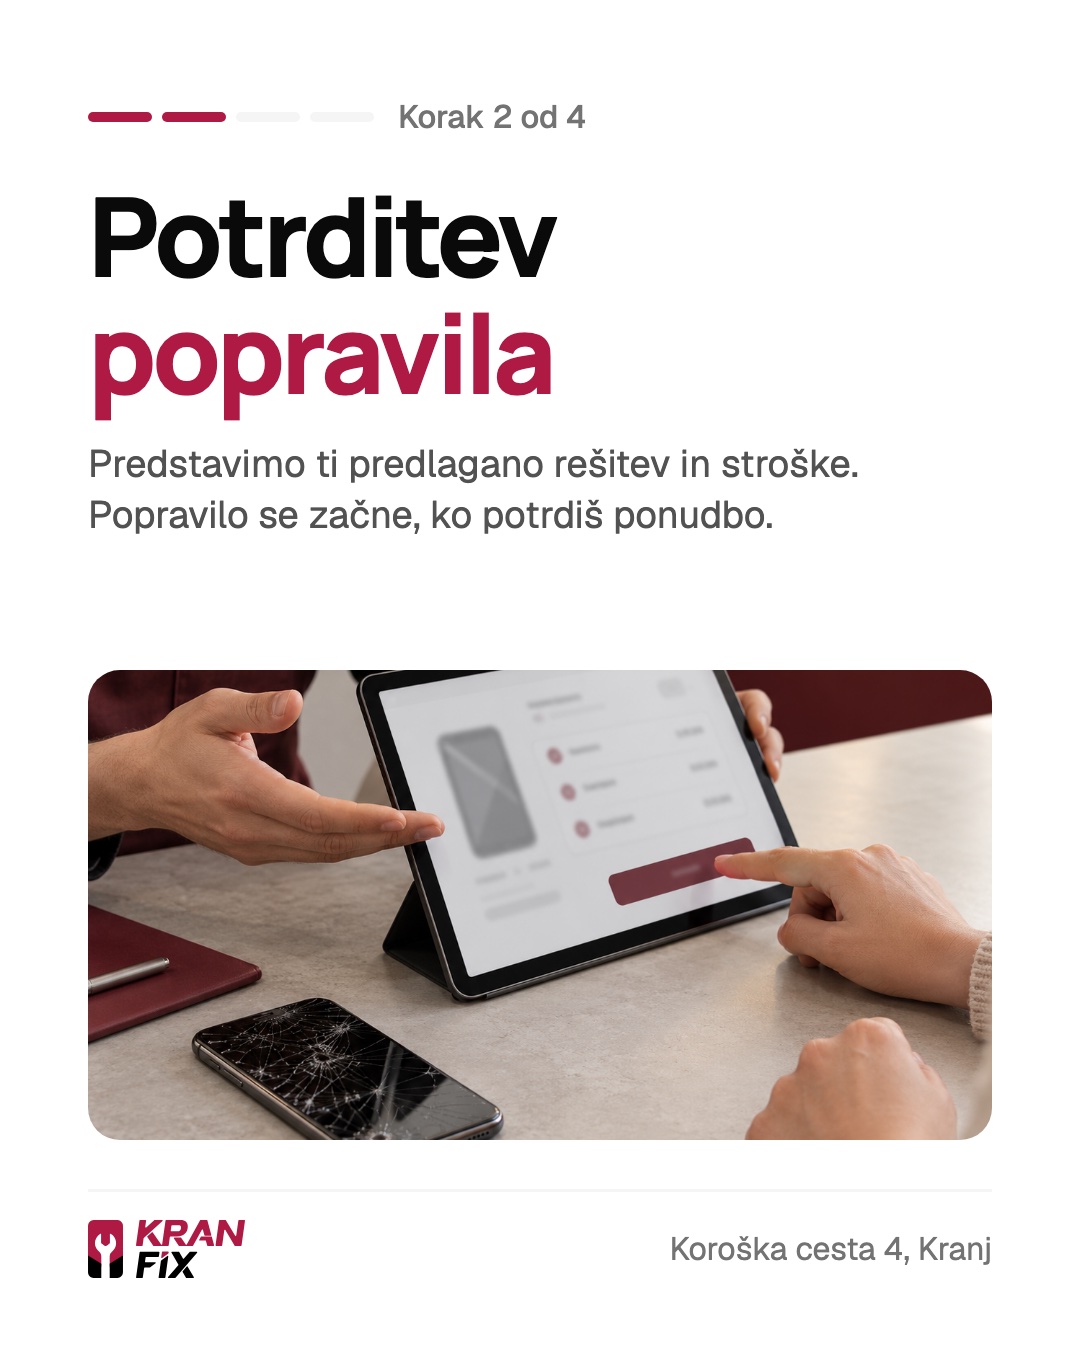 Korak 2 od 4
Potrditev
popravila
Predstavimo ti predlagano rešitev in stroške.
Popravilo se začne, ko potrdiš ponudbo.
KRAN
FIX
Koroška cesta 4, Kranj